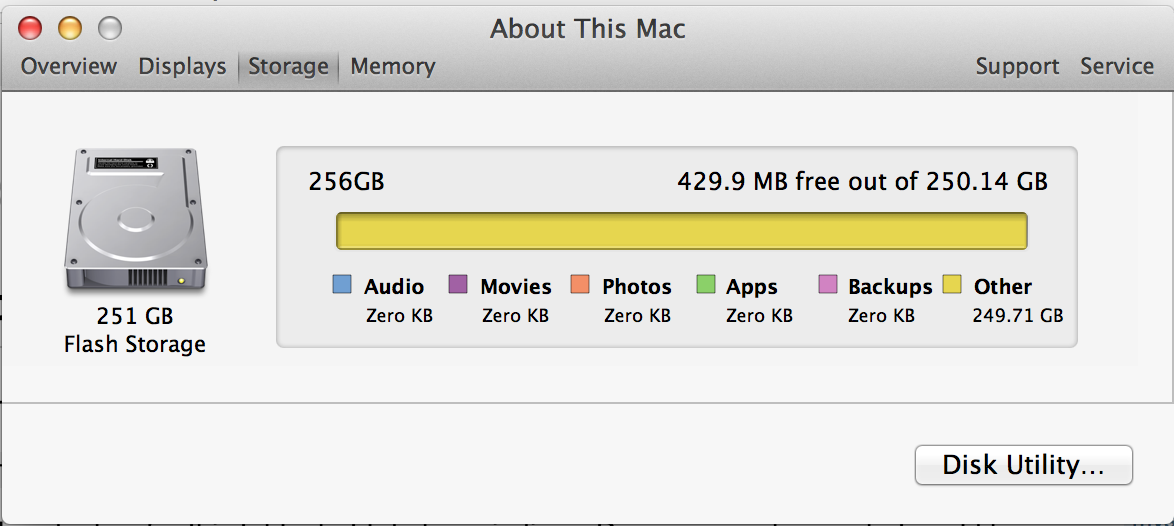 About This Mac
Overview Displays Storage Memory Support Service
256GB 429.9 MB free out of 250.14 GB
Audio Movies Photos Apps Backups Other
Zero KB Zero KB Zero KB Zero KB Zero KB 249.71 GB
251 GB
Flash Storage
Disk Utility...